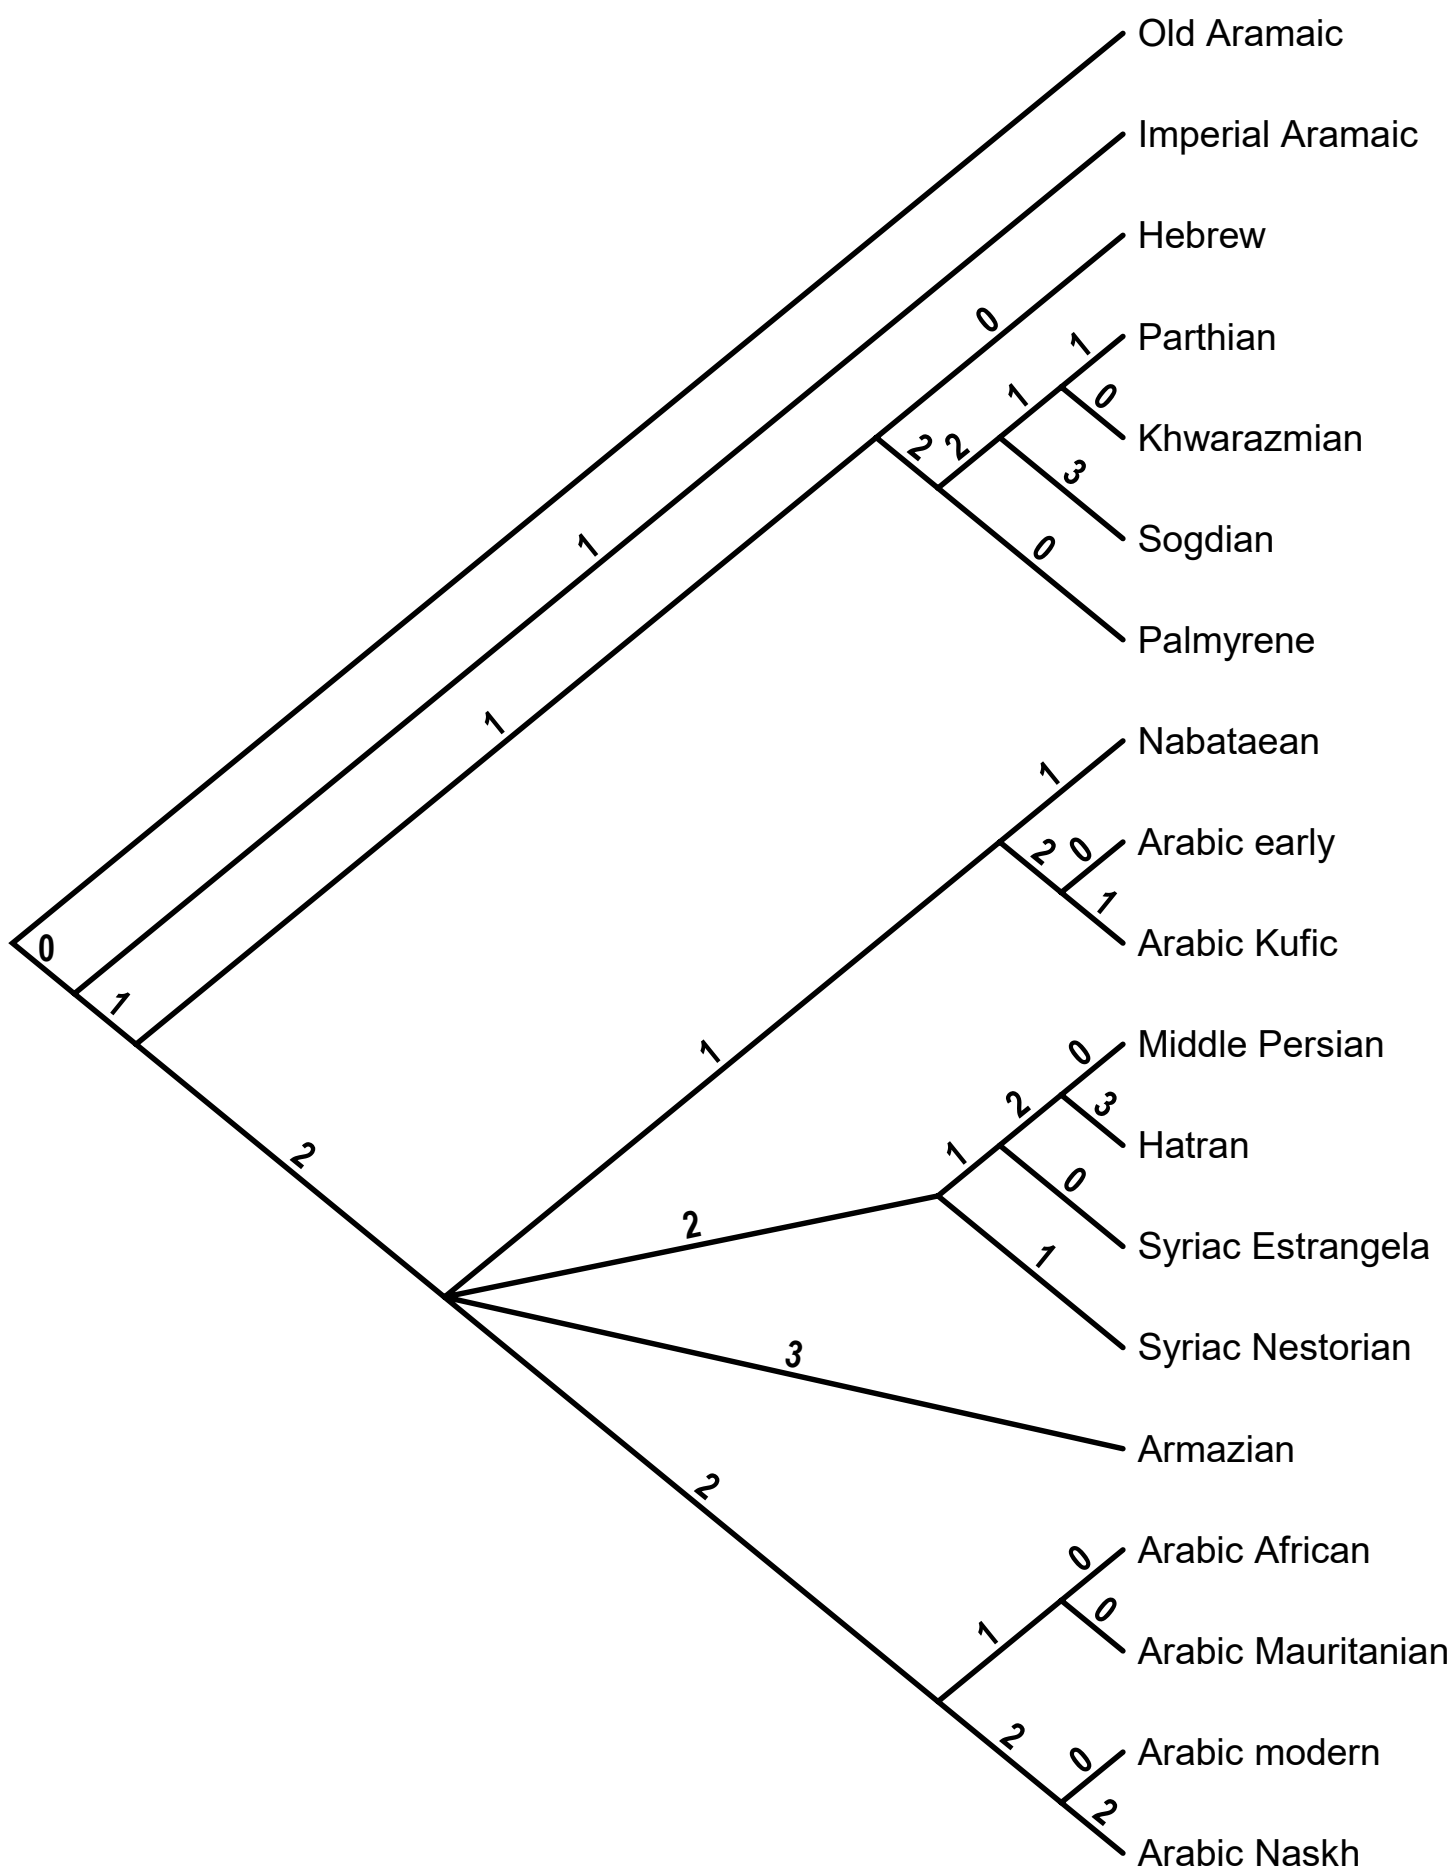 Old Aramaic
Imperial Aramaic
Hebrew
0
Parthian
1
1
0
Khwarazmian
2 2
3
Sogdian
1
0
Palmyrene
1
Nabataean
1
Arabic early
2 0
1
Arabic Kufic
0
1
Middle Persian
1
0
2
3
Hatran
2
1
0
Syriac Estrangela
2
1
Syriac Nestorian
3
Armazian
2
Arabic African
0
0
1
Arabic Mauritanian
2
0
Arabic modern
2
Arabic Naskh